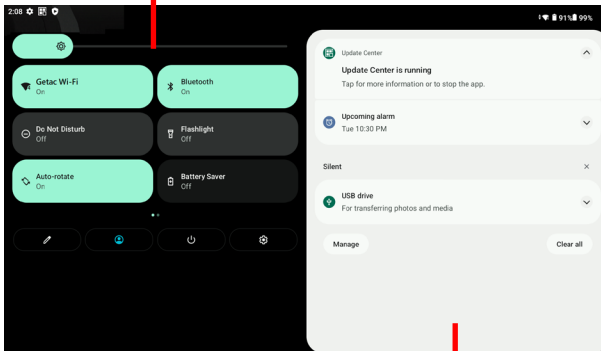 2:08
91% 99%
Getac Wi-Fi
On
Bluetooth
On
Do Not Disturb
Off
Flashlight
Off
Auto-rotate
On
Battery Saver
Off
Update Center
Update Center is running
Tap for more information or to stop the app.
Upcoming alarm
Tue 10:30 PM
Silent
USB drive
For transferring photos and media
Manage
Clear all